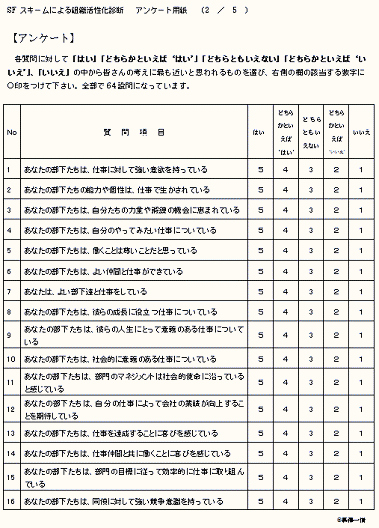 SFスキームによる組織活性化診断　アンケート用紙　（2　／　5　）
【アンケート】
各質問に対して「はい」「どちらかといえば‘はい’」「どちらともいえない」「どちらかといえば‘い
いえ’」、「いいえ」の中から皆さんの考えに最も近いと思われるものを選び、右側の欄の該当する数字に
○印をつけて下さい。全部で64設問になっています。
No　質　問　項　目　はい　どちらかといえば‘はい’　どちらともいえない　どちらかといえば‘いいえ’　いいえ
1　あなたの部下たちは、仕事に対して強い意欲を持っている　5　4　3　2　1
2　あなたの部下たちの能力や個性は、仕事で生かされている　5　4　3　2　1
3　あなたの部下たちは、自分たちの力量や研鑽の機会に恵まれている　5　4　3　2　1
4　あなたの部下たちは、自分のやってみたい仕事についている　5　4　3　2　1
5　あなたの部下たちは、働くことは尊いことだと思っている　5　4　3　2　1
6　あなたの部下たちは、よい仲間と仕事ができている　5　4　3　2　1
7　あなたは、よい部下達と仕事をしている　5　4　3　2　1
8　あなたの部下たちは、彼らの成長に役立つ仕事についている　5　4　3　2　1
9　あなたの部下たちは、彼らの人生にとって意義のある仕事について
いる　5　4　3　2　1
10　あなたの部下たちは、社会的に意義のある仕事についている　5　4　3　2　1
11　あなたの部下たちは、部門のマネジメントは社会的使命に沿っている
と感じている　5　4　3　2　1
12　あなたの部下たちは、自分の仕事によって会社の業績が向上するこ
とを期待している　5　4　3　2　1
13　あなたの部下たちは、仕事を達成することに喜びを感じている　5　4　3　2　1
14　あなたの部下たちは、仕事仲間と共に働くことに喜びを感じている　5　4　3　2　1
15　あなたの部下たちは、部門の目標に従って効率的に仕事に取り組ん
でいる　5　4　3　2　1
16　あなたの部下たちは、同僚に対して強い競争意識を持っている　5　4　3　2　1